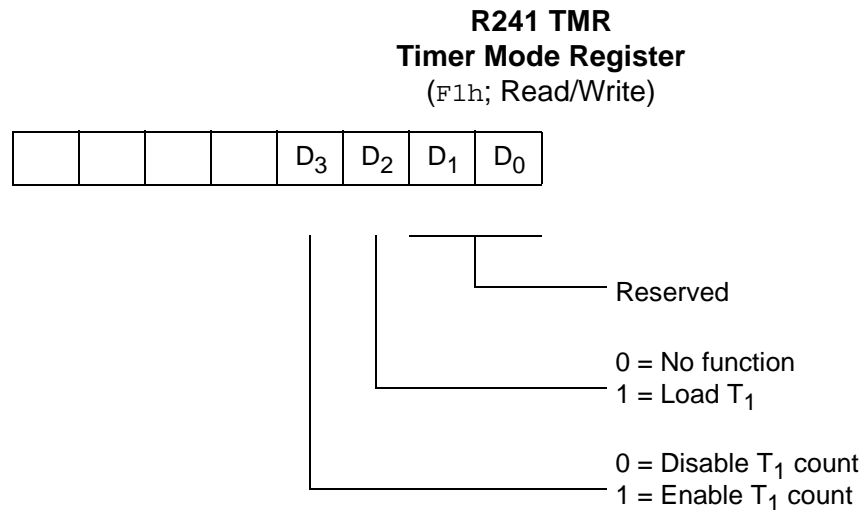 R241 TMR
Timer Mode Register
(F1h; Read/Write)
D3 D2 D1 D0
Reserved
0 = No function
1 = Load T1
0 = Disable T1 count
1 = Enable T1 count